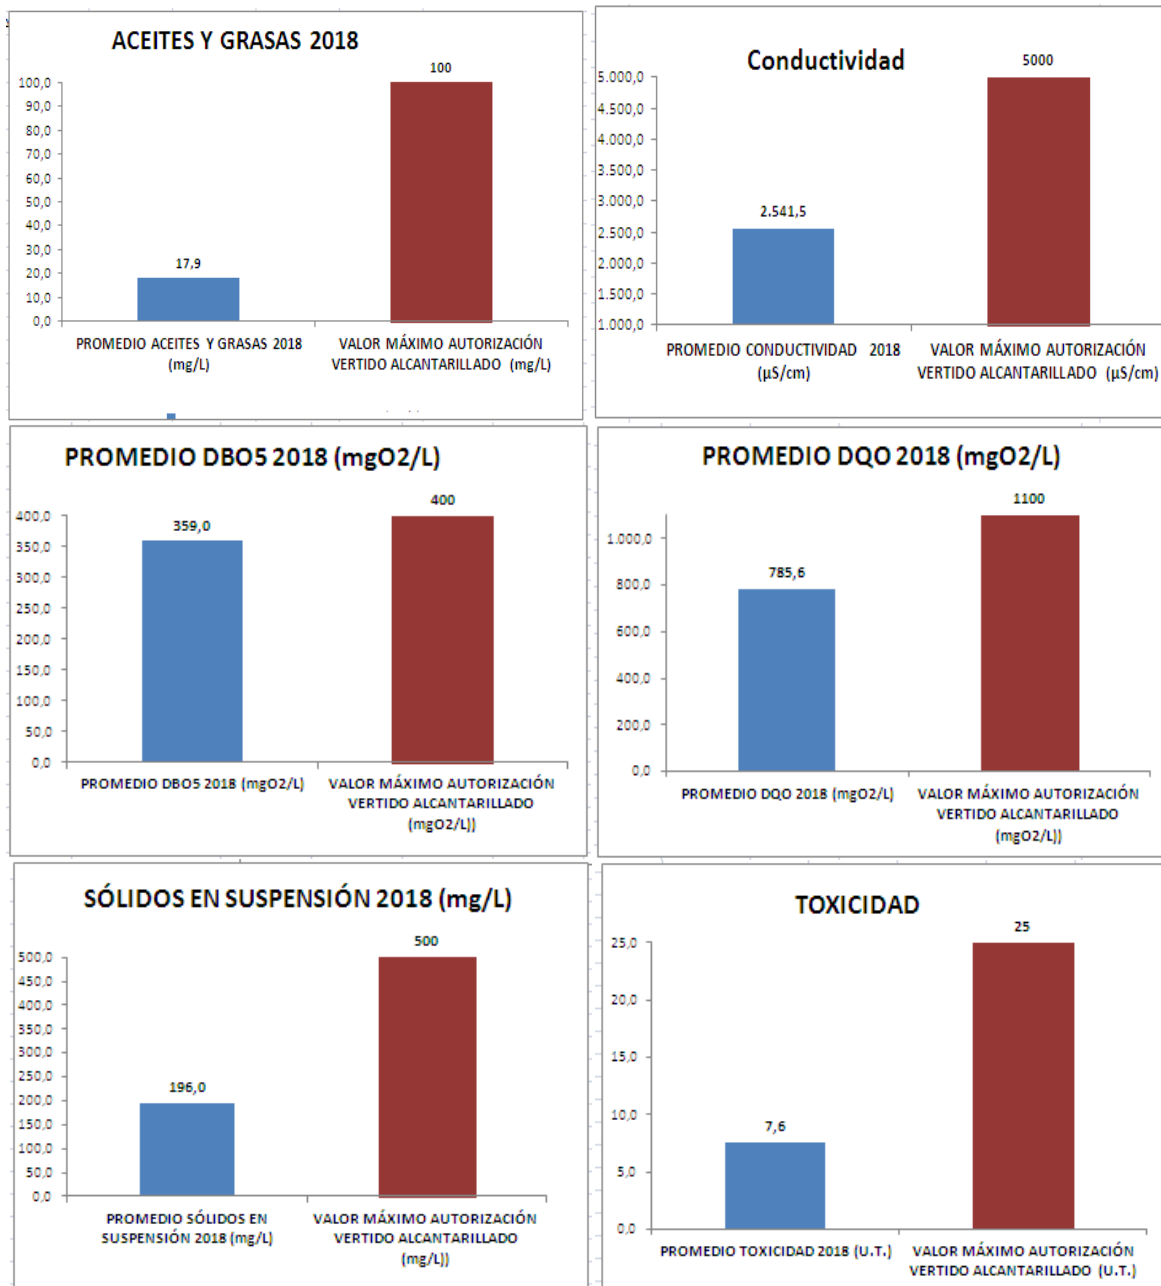 ACEITES Y GRASAS 2018
100
100,0
90,0
80,0
70,0
60,0
50,0
40,0
30,0
20,0
10,0
0,0
17,9
PROMEDIO ACEITES Y GRASAS 2018
(mg/L)
VALOR MÁXIMO AUTORIZACIÓN
VERTIDO ALCANTARILLADO (mg/L)
Conductividad
5000
5.000,0
4.500,0
4.000,0
3.500,0
3.000,0
2.500,0
2.000,0
1.500,0
1.000,0
2.541,5
PROMEDIO CONDUCTIVIDAD 2018
(µS/cm)
VALOR MÁXIMO AUTORIZACIÓN
VERTIDO ALCANTARILLADO (µS/cm)
PROMEDIO DBO5 2018 (mgO2/L)
400
400,0
350,0
300,0
250,0
200,0
150,0
100,0
50,0
0,0
359,0
PROMEDIO DBO5 2018 (mgO2/L)
VALOR MÁXIMO AUTORIZACIÓN
VERTIDO ALCANTARILLADO
(mgO2/L))
PROMEDIO DQO 2018 (mgO2/L)
1100
1.000,0
800,0
600,0
400,0
200,0
0,0
785,6
PROMEDIO DQO 2018 (mgO2/L)
VALOR MÁXIMO AUTORIZACIÓN
VERTIDO ALCANTARILLADO
(mgO2/L))
SÓLIDOS EN SUSPENSIÓN 2018 (mg/L)
500
500,0
450,0
400,0
350,0
300,0
250,0
200,0
150,0
100,0
50,0
0,0
196,0
PROMEDIO SÓLIDOS EN
SUSPENSIÓN 2018 (mg/L)
VALOR MÁXIMO AUTORIZACIÓN
VERTIDO ALCANTARILLADO
(mg/L))
TOXICIDAD
25
25,0
20,0
15,0
10,0
5,0
0,0
7,6
PROMEDIO TOXICIDAD 2018 (U.T.)
VALOR MÁXIMO AUTORIZACIÓN
VERTIDO ALCANTARILLADO (U.T.)